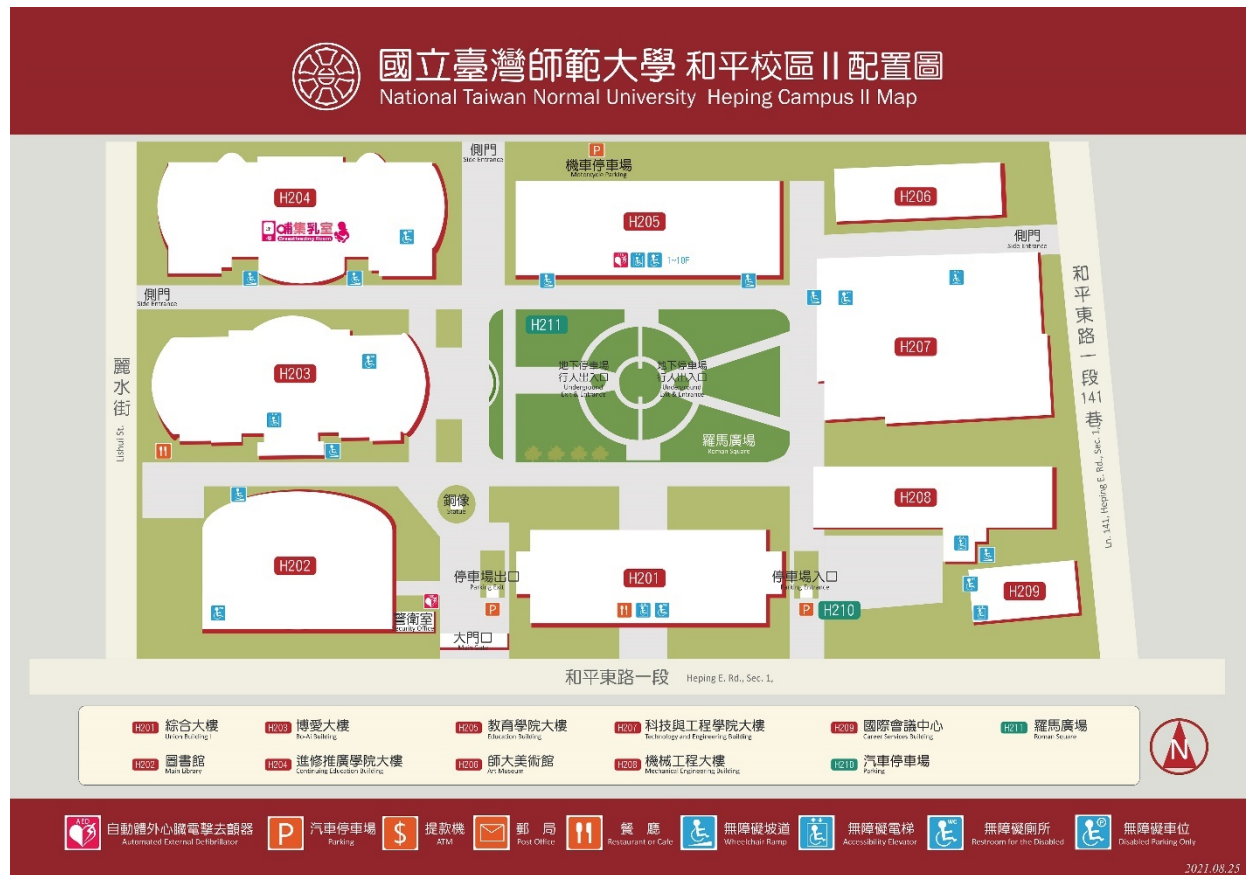 國立臺灣師範大學 和平校區 II 配置圖
National Taiwan Normal University Heping Campus II Map
側門
Side Entrance
P
機車停車場
Motorcycle Parking
H204
哺集乳室
Breastfeeding Room
H205
1~10F
H206
側門
Side Entrance
側門
Side Entrance
H211
H207
和平東路一段141巷
Ln. 141, Heping E. Rd., Sec. 1,
麗水街
Lishui St.
H203
地下停車場
行人出入口
Underground
Exit & Entrance
地下停車場
行人出入口
Underground
Exit & Entrance
羅馬廣場
Roman Square
銅像
Statue
H208
H202
停車場出口
Parking Exit
P
H201
停車場入口
Parking Entrance
P
H210
H209
警衛室
Security Office
大門口
Main Gate
和平東路一段 Heping E. Rd., Sec. 1,
H201 綜合大樓
Union Building I
H202 圖書館
Main Library
H203 博愛大樓
Bo-Ai Building
H204 進修推廣學院大樓
Continuing Education Building
H205 教育學院大樓
Education Building
H206 師大美術館
Art Museum
H207 科技與工程學院大樓
Technology and Engineering Building
H208 機械工程大樓
Mechanical Engineering Building
H209 國際會議中心
Career Services Building
H210 汽車停車場
Parking
H211 羅馬廣場
Roman Square
N
AED
自動體外心臟電擊去顫器
Automated External Defibrillator
P
汽車停車場
Parking
$
提款機
ATM
郵局
Post Office
餐廳
Restaurant or Cafe
無障礙坡道
Wheelchair Ramp
無障礙電梯
Accessibility Elevator
WC
無障礙廁所
Restroom for the Disabled
P
無障礙車位
Disabled Parking Only
2021.08.25